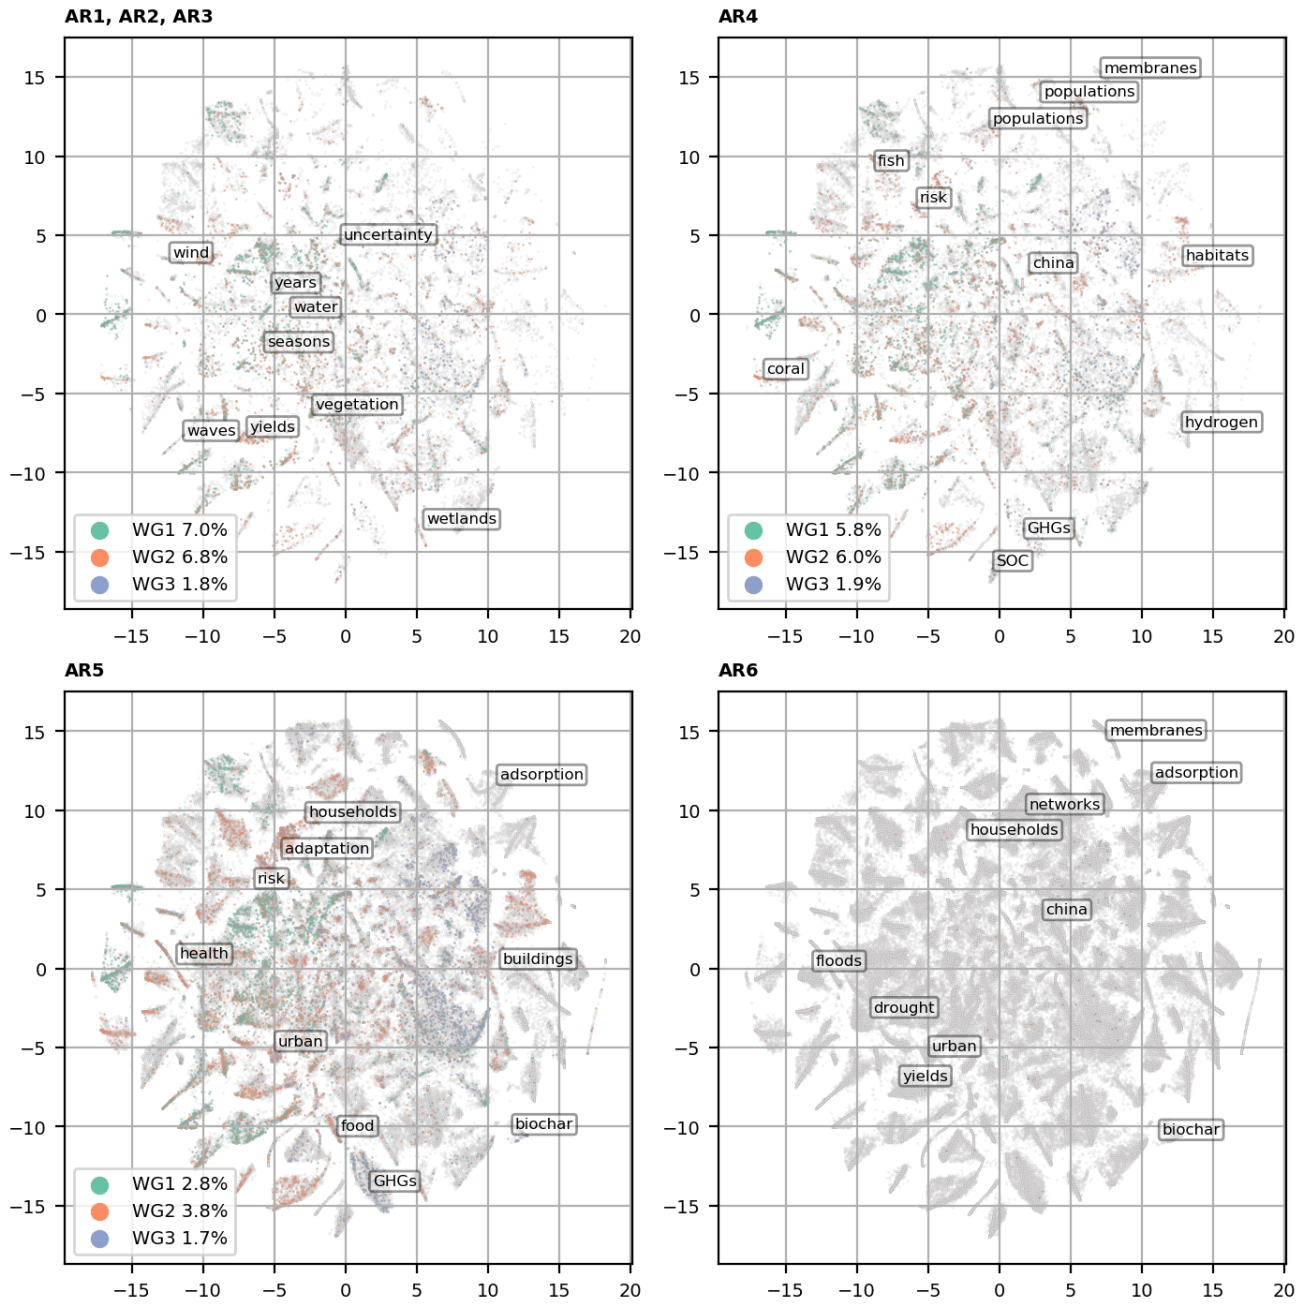 AR1, AR2, AR3
15
10
5
0
−5
−10
−15
wind
uncertainty
years
water
seasons
vegetation
waves
yields
wetlands
WG1 7.0%
WG2 6.8%
WG3 1.8%
−15 −10 −5 0 5 10 15 20
AR4
15
10
5
0
−5
−10
−15
membranes
populations
populations
fish
risk
china
habitats
coral
hydrogen
GHGs
SOC
WG1 5.8%
WG2 6.0%
WG3 1.9%
−15 −10 −5 0 5 10 15 20
AR5
15
10
5
0
−5
−10
−15
adsorption
households
adaptation
risk
health
buildings
urban
food
biochar
GHGs
WG1 2.8%
WG2 3.8%
WG3 1.7%
−15 −10 −5 0 5 10 15 20
AR6
15
10
5
0
−5
−10
−15
membranes
adsorption
networks
households
china
floods
drought
urban
yields
biochar
−15 −10 −5 0 5 10 15 20